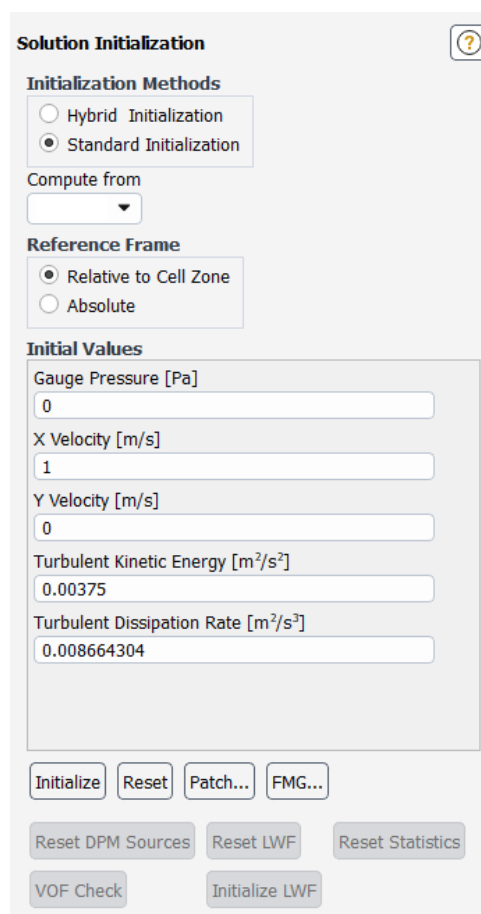 Solution Initialization
?
Initialization Methods
Hybrid Initialization
Standard Initialization
Compute from
Reference Frame
Relative to Cell Zone
Absolute
Initial Values
Gauge Pressure [Pa]
0
X Velocity [m/s]
1
Y Velocity [m/s]
0
Turbulent Kinetic Energy [m²/s²]
0.00375
Turbulent Dissipation Rate [m²/s³]
0.008664304
Initialize Reset Patch... FMG...
Reset DPM Sources Reset LWF Reset Statistics
VOF Check Initialize LWF